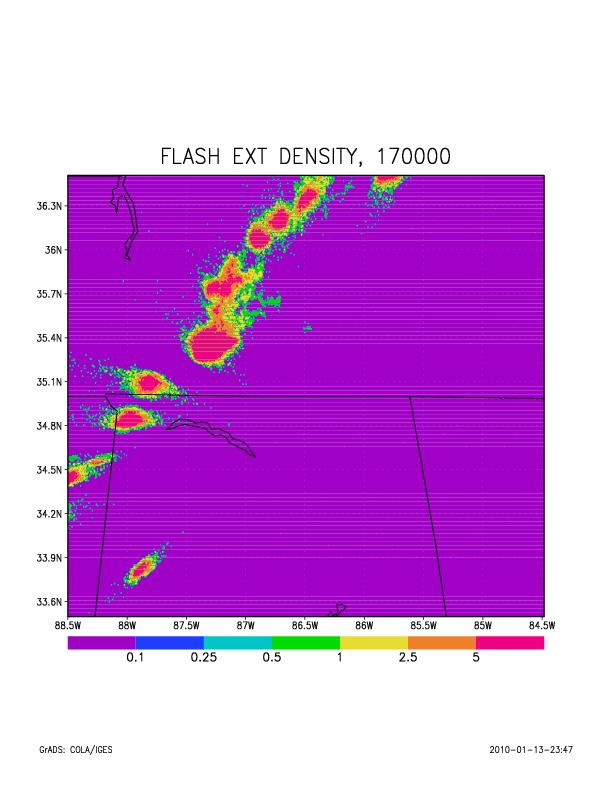 FLASH EXT DENSITY, 170000
36.3N
36N
35.7N
35.4N
35.1N
34.8N
34.5N
34.2N
33.9N
33.6N
88.5W 88W 87.5W 87W 86.5W 86W 85.5W 85W 84.5W
0.1 0.25 0.5 1 2.5 5
GrADS: COLA/IGES 2010-01-13-23:47